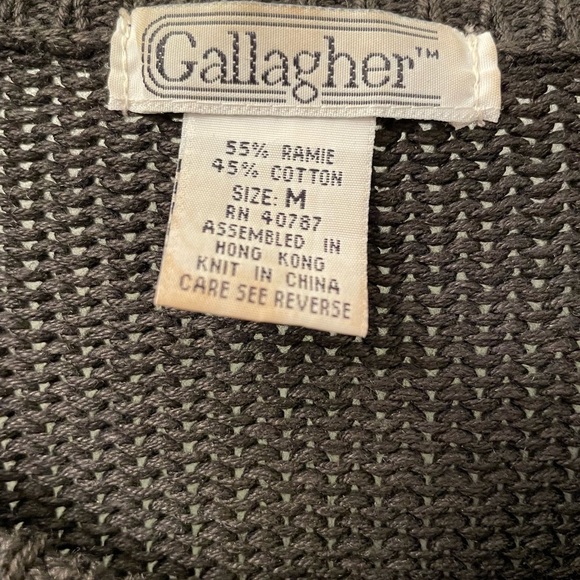 Gallagher™
55% RAMIE
45% COTTON
SIZE: M
RN 40787
ASSEMBLED IN
HONG KONG
KNIT IN CHINA
CARE SEE REVERSE